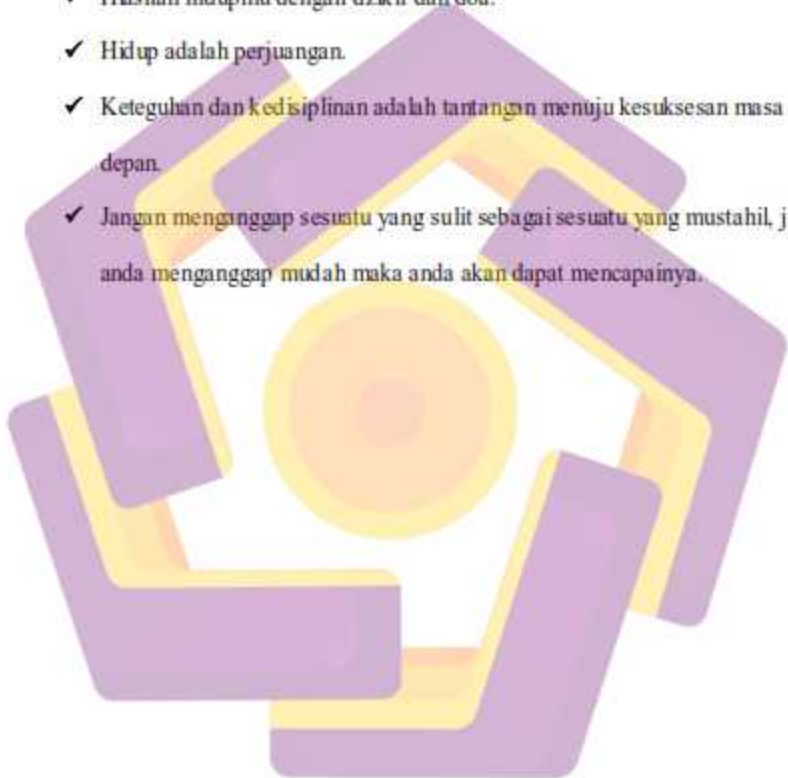 ✓ Hidup adalah perjuangan.
✓ Keteguhan dan kedisiplinan adalah tantangan menuju kesuksesan masa
depan.
✓ Jangan menganggap sesuatu yang sulit sebagai sesuatu yang mustahil, j
anda menganggap mudah maka anda akan dapat mencapainya.